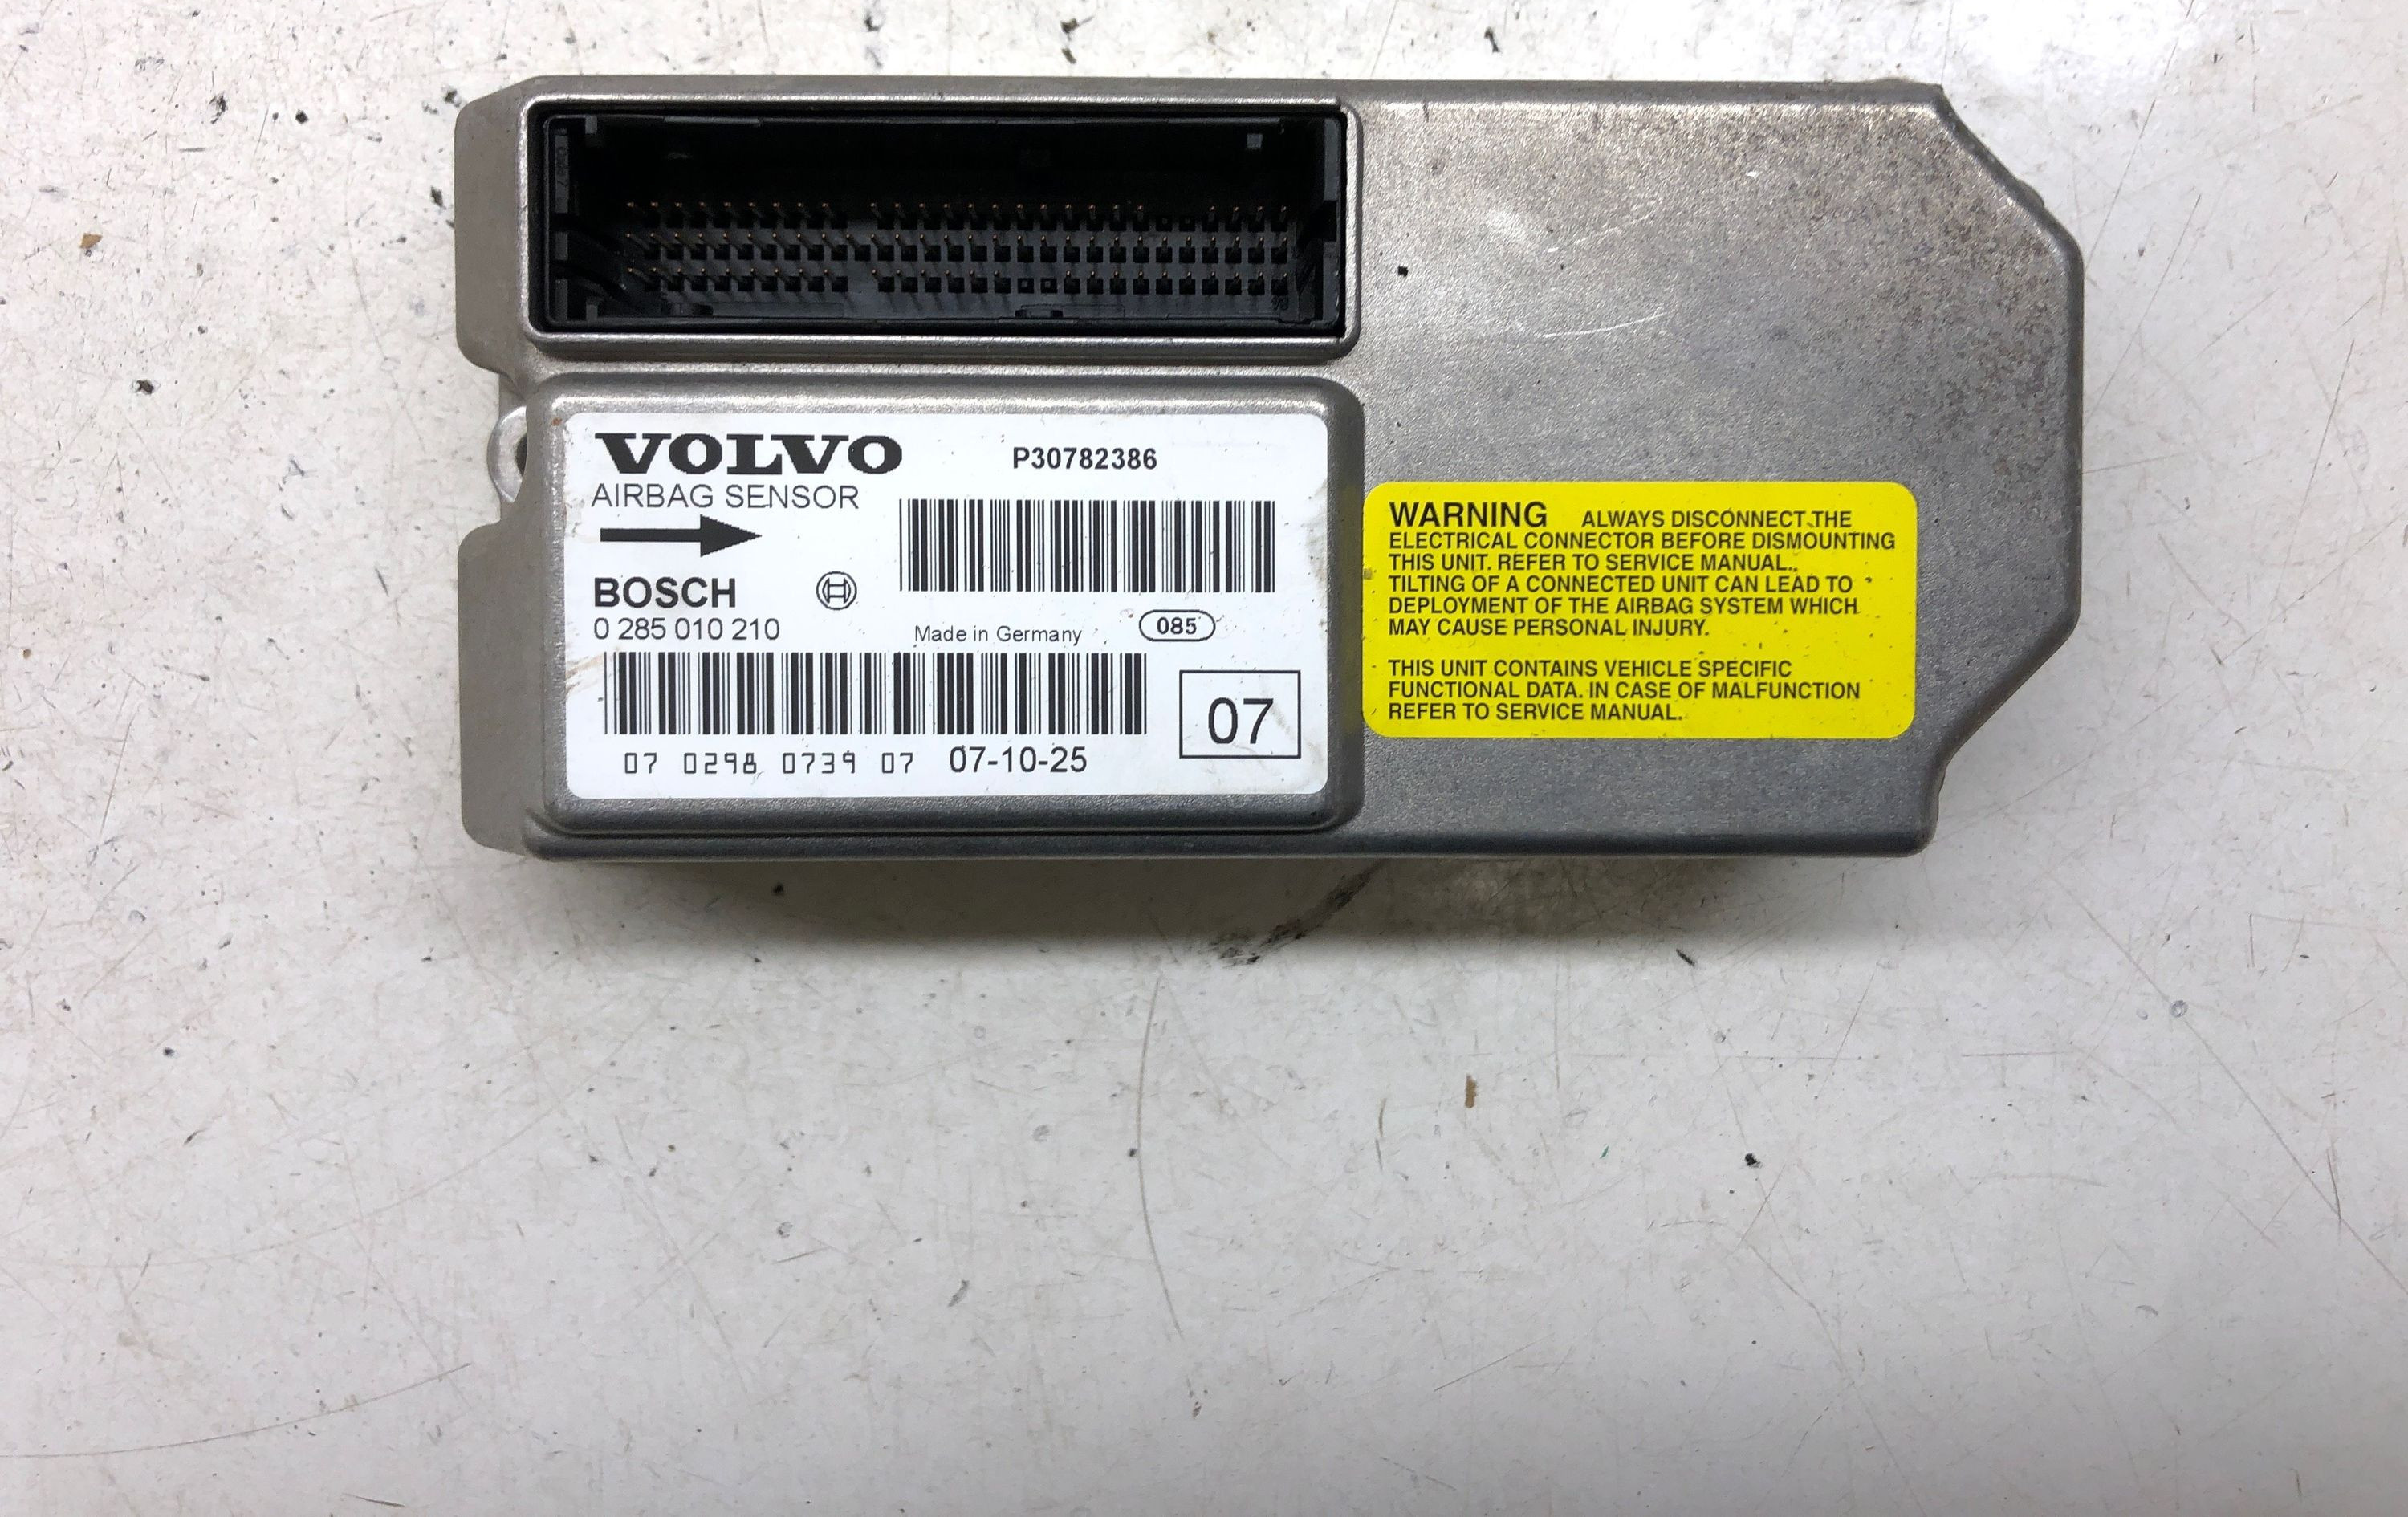 VOLVO
P30782386
AIRBAG SENSOR
BOSCH
0 285 010 210
Made in Germany
085
07
07 0298 0739 07 07-10-25
WARNING ALWAYS DISCONNECT THE
ELECTRICAL CONNECTOR BEFORE DISMOUNTING
THIS UNIT. REFER TO SERVICE MANUAL.
TILTING OF A CONNECTED UNIT CAN LEAD TO
DEPLOYMENT OF THE AIRBAG SYSTEM WHICH
MAY CAUSE PERSONAL INJURY.
THIS UNIT CONTAINS VEHICLE SPECIFIC
FUNCTIONAL DATA. IN CASE OF MALFUNCTION
REFER TO SERVICE MANUAL.